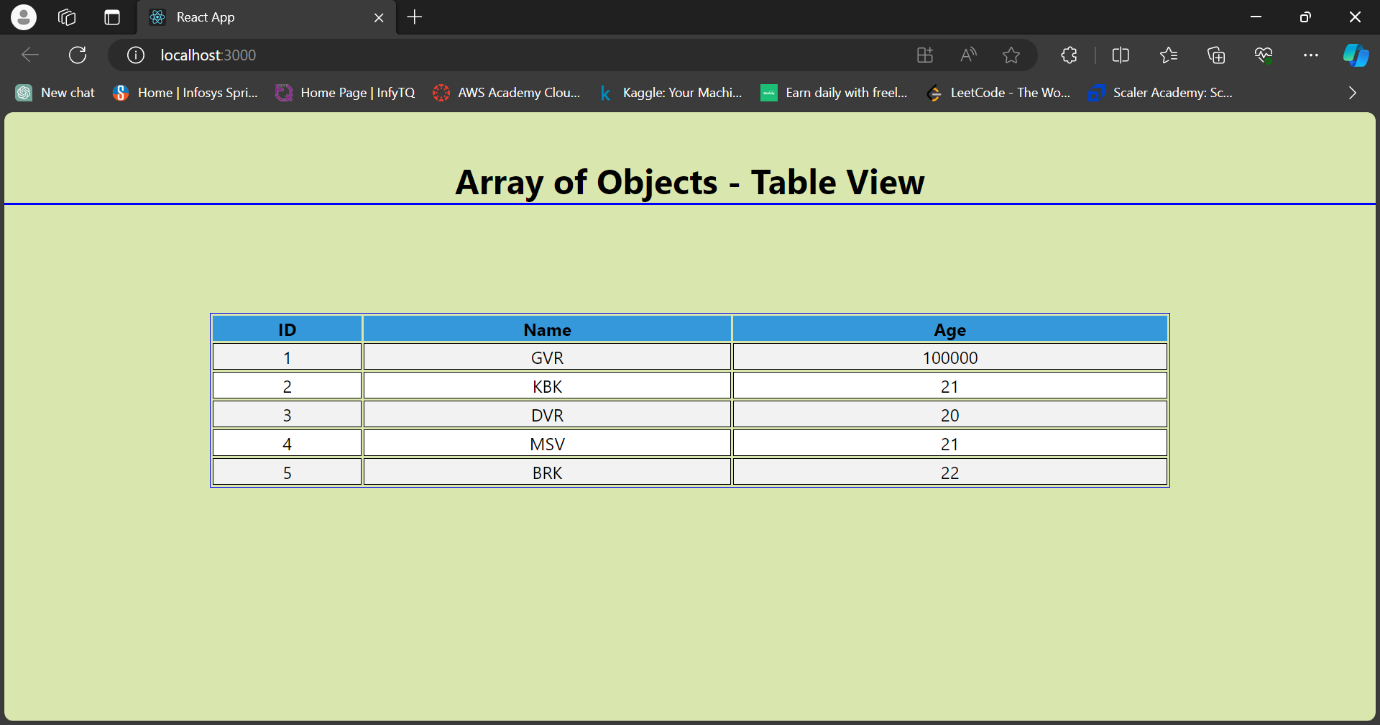 React App
localhost:3000
New chat Home | Infosys Spri... Home Page | InfyTQ AWS Academy Clou... Kaggle: Your Machi... Earn daily with freel... LeetCode - The Wo... Scaler Academy: Sc...
Array of Objects - Table View
ID Name Age
1 GVR 100000
2 KBK 21
3 DVR 20
4 MSV 21
5 BRK 22